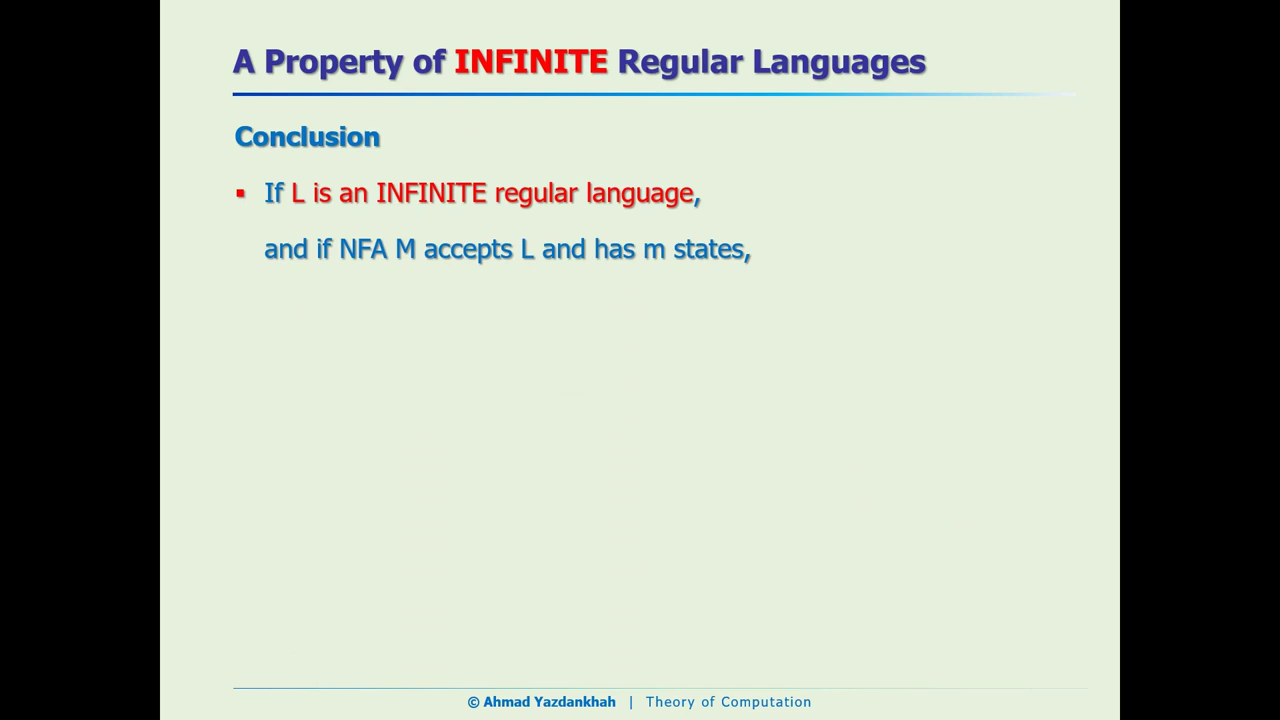 A Property of INFINITE Regular Languages
Conclusion
▪ If L is an INFINITE regular language,
and if NFA M accepts L and has m states,
© Ahmad Yazdankhah | Theory of Computation